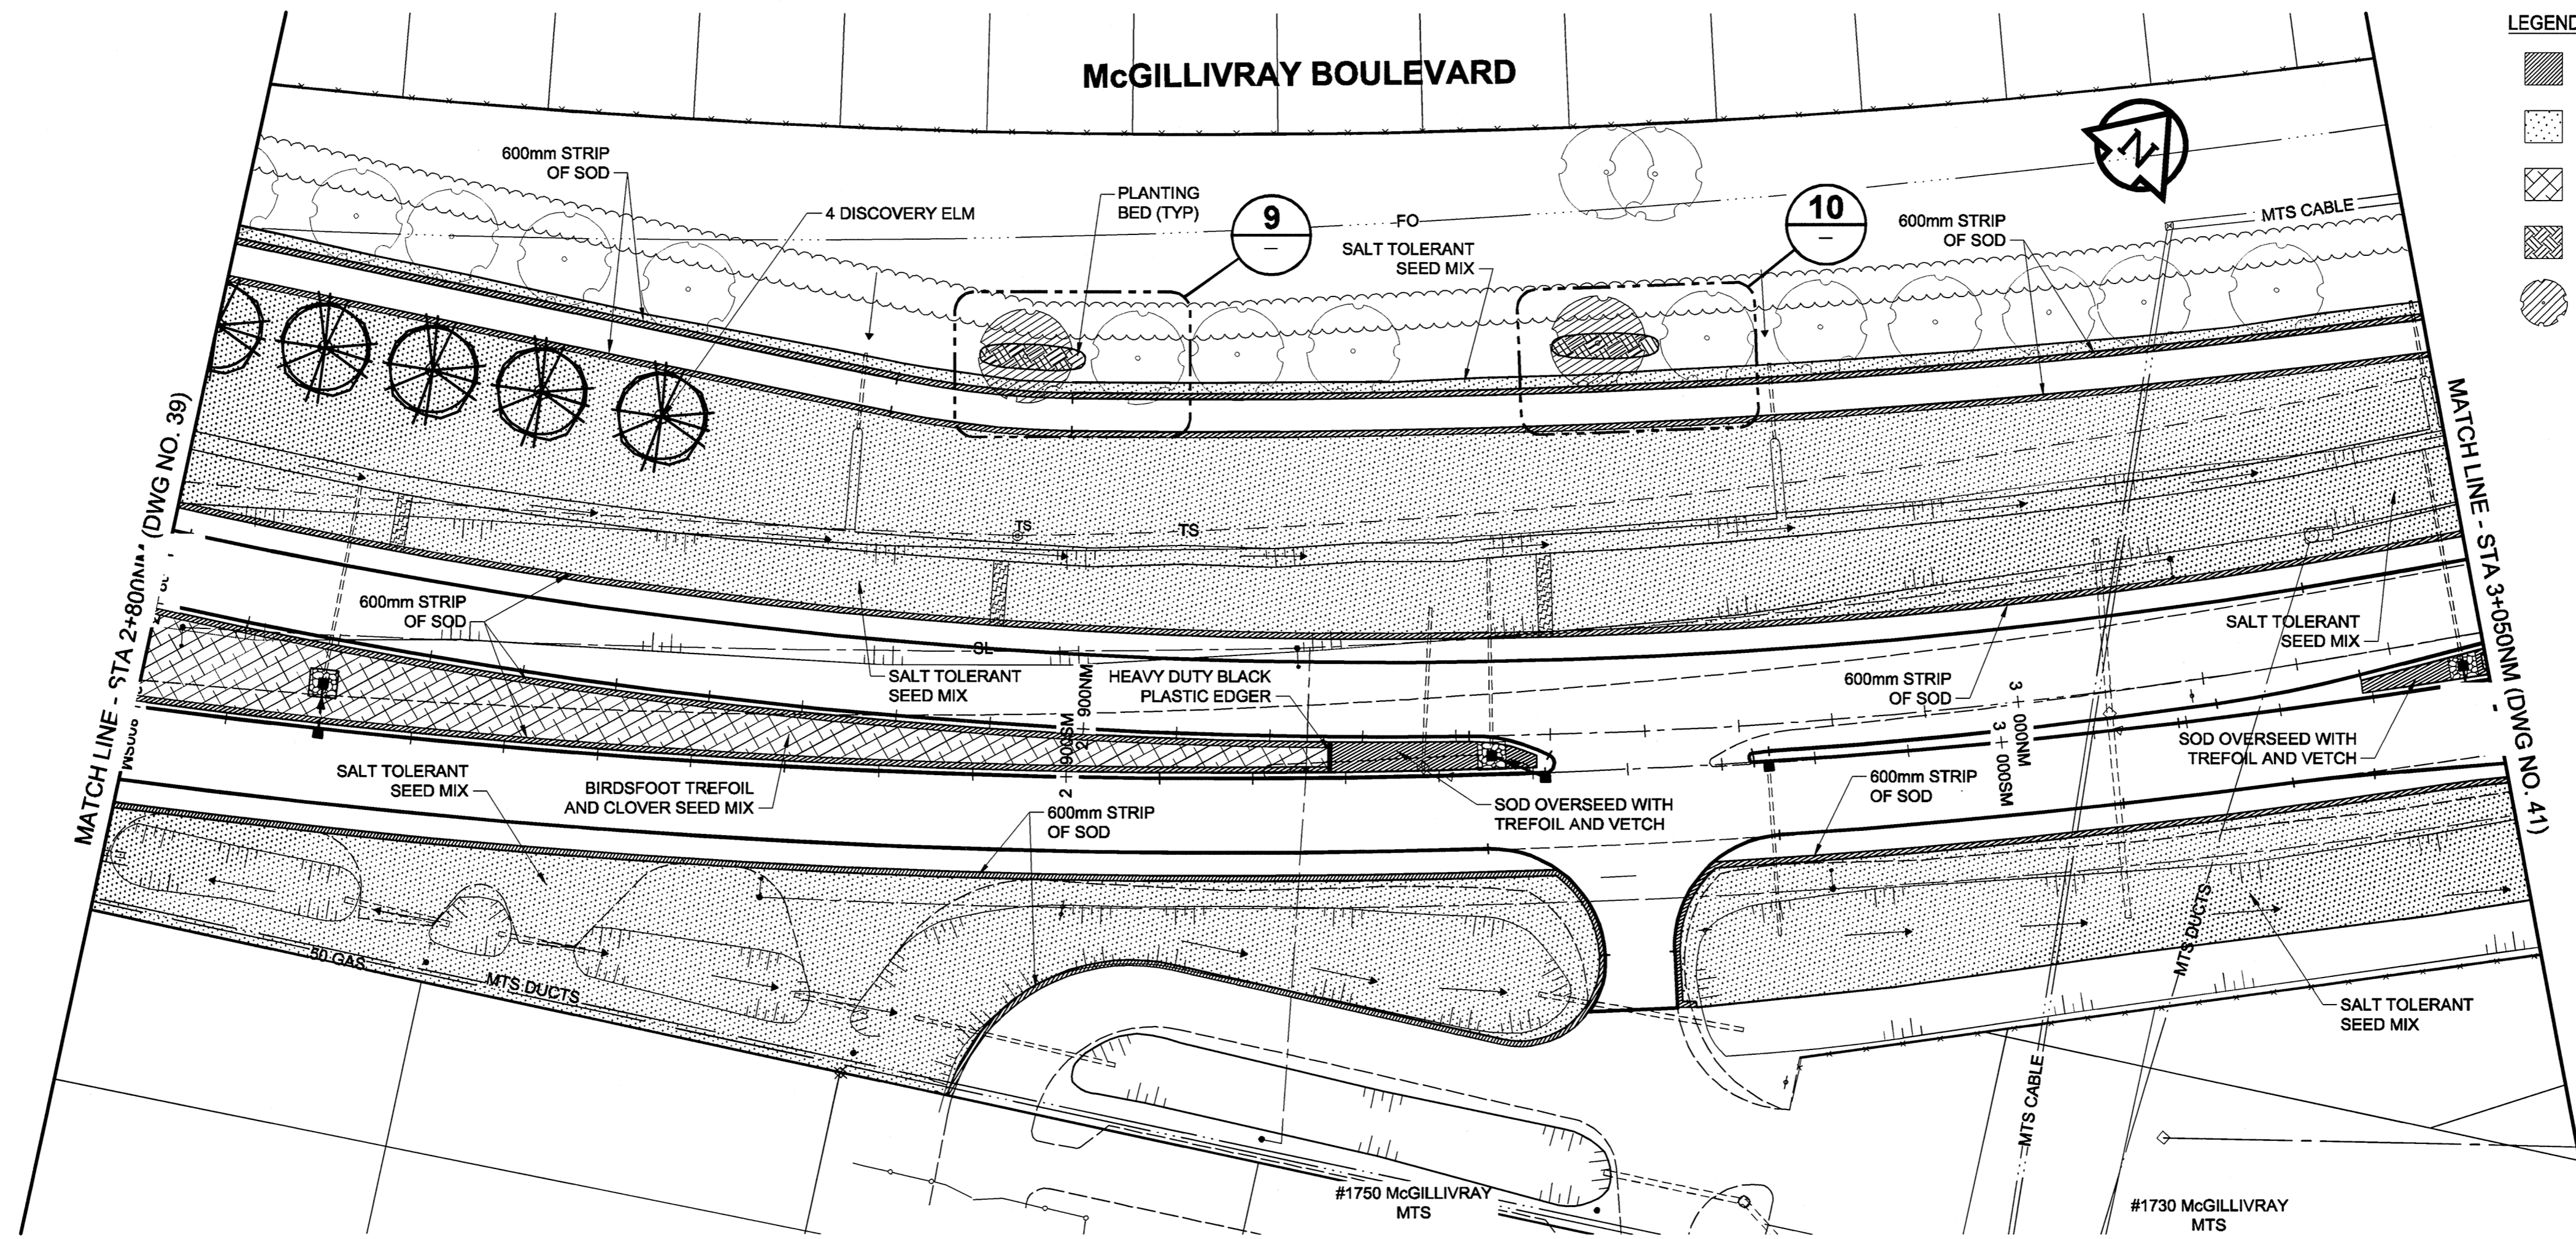 LEGEND
McGILLIVRAY BOULEVARD
N
600mm STRIP
OF SOD
4 DISCOVERY ELM
PLANTING
BED (TYP)
9
–
FO
SALT TOLERANT
SEED MIX
10
–
600mm STRIP
OF SOD
MTS CABLE
MATCH LINE - STA 2+80NM (DWG NO. 39)
MATCH LINE - STA 3+050NM (DWG NO. 41)
TS
TS
600mm STRIP
OF SOD
SL
SALT TOLERANT
SEED MIX
HEAVY DUTY BLACK
PLASTIC EDGER
2 + 900NM
2 + 900SM
600mm STRIP
OF SOD
3 + 000NM
3 + 000SM
SALT TOLERANT
SEED MIX
SOD OVERSEED WITH
TREFOIL AND VETCH
SALT TOLERANT
SEED MIX
BIRDSFOOT TREFOIL
AND CLOVER SEED MIX
600mm STRIP
OF SOD
SOD OVERSEED WITH
TREFOIL AND VETCH
600mm STRIP
OF SOD
50 GAS
MTS DUCTS
MTS DUCTS
MTS CABLE
SALT TOLERANT
SEED MIX
#1750 McGILLIVRAY
MTS
#1730 McGILLIVRAY
MTS